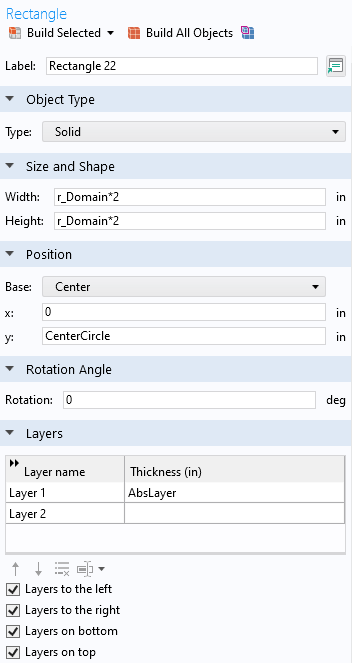 Rectangle
Build Selected Build All Objects
Label: Rectangle 22
Object Type
Type: Solid
Size and Shape
Width: r_Domain*2 in
Height: r_Domain*2 in
Position
Base: Center
x: 0 in
y: CenterCircle in
Rotation Angle
Rotation: 0 deg
Layers
Layer name Thickness (in)
Layer 1 AbsLayer
Layer 2
Layers to the left
Layers to the right
Layers on bottom
Layers on top